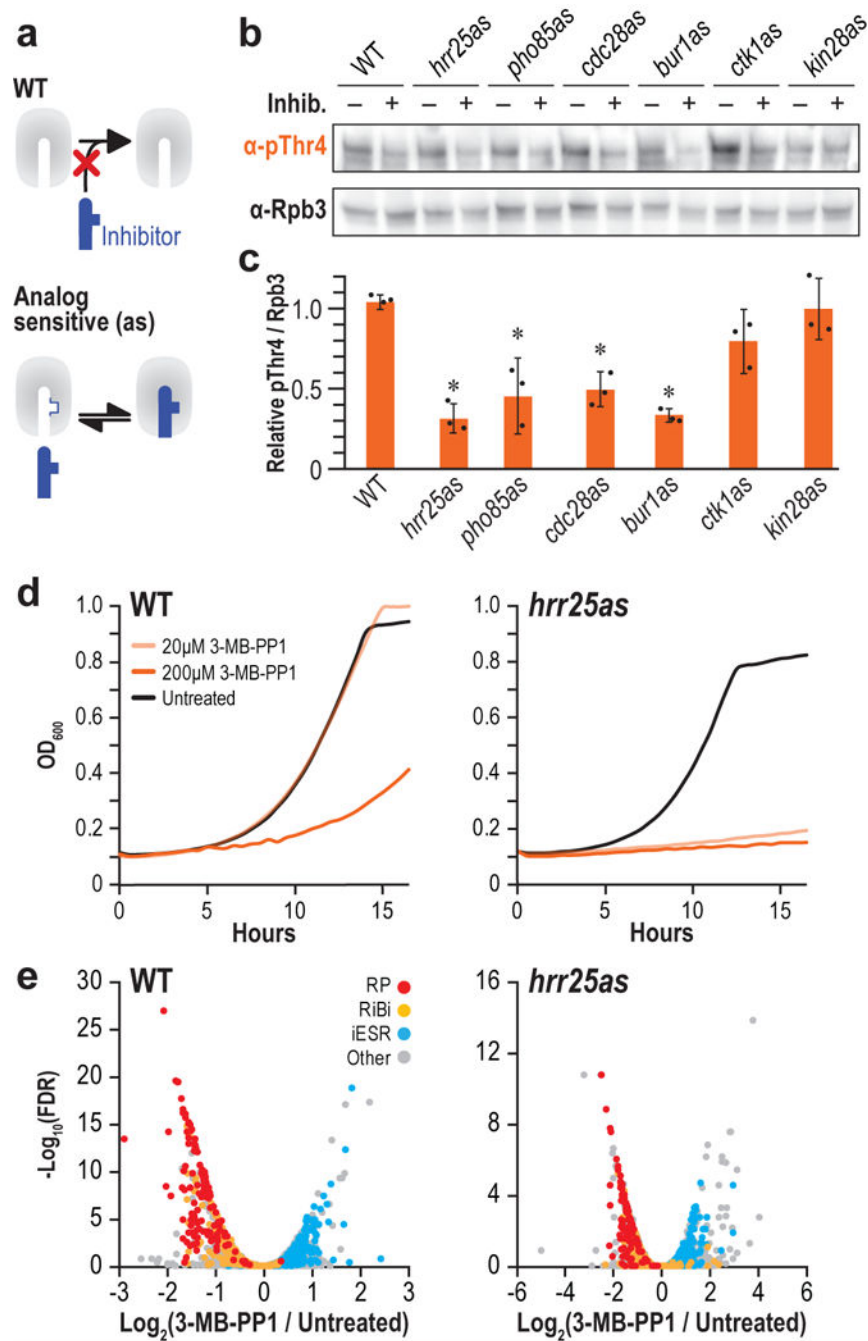 a
WT
Inhibitor
Analog
sensitive (as)
b
WT hrr25as pho85as cdc28as bur1as ctk1as kin28as
Inhib. – + – + – + – + – + – + – +
α-pThr4
α-Rpb3
c
Relative pThr4 / Rpb3
1.0
0.5
0
* * * *
WT hrr25as pho85as cdc28as bur1as ctk1as kin28as
d
WT
1.0
0.8
0.6
0.4
0.2
0
OD600
20μM 3-MB-PP1
200μM 3-MB-PP1
Untreated
0 5 10 15
Hours
hrr25as
1.0
0.8
0.6
0.4
0.2
0
0 5 10 15
Hours
e
WT
30
25
20
15
10
5
0
-Log10(FDR)
RP
RiBi
iESR
Other
-3 -2 -1 0 1 2 3
Log2(3-MB-PP1 / Untreated)
hrr25as
16
12
8
4
0
-6 -4 -2 0 2 4 6
Log2(3-MB-PP1 / Untreated)